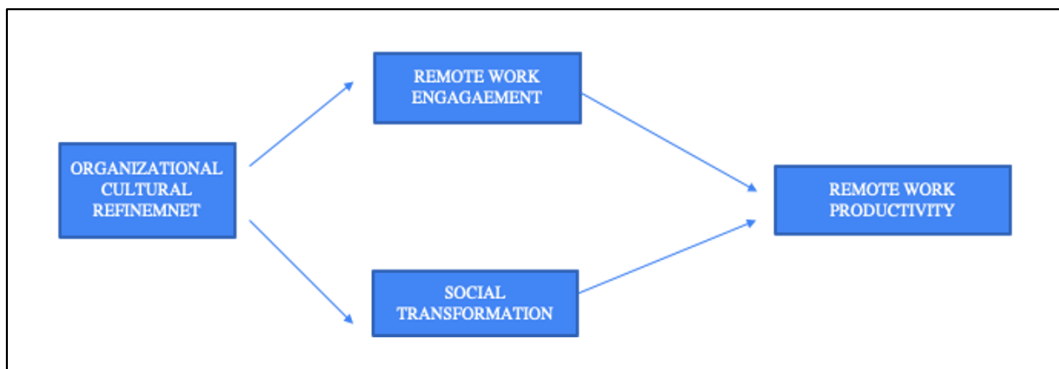 ORGANIZATIONAL
CULTURAL
REFINEMNET
REMOTE WORK
ENGAGAEMENT
SOCIAL
TRANSFORMATION
REMOTE WORK
PRODUCTIVITY